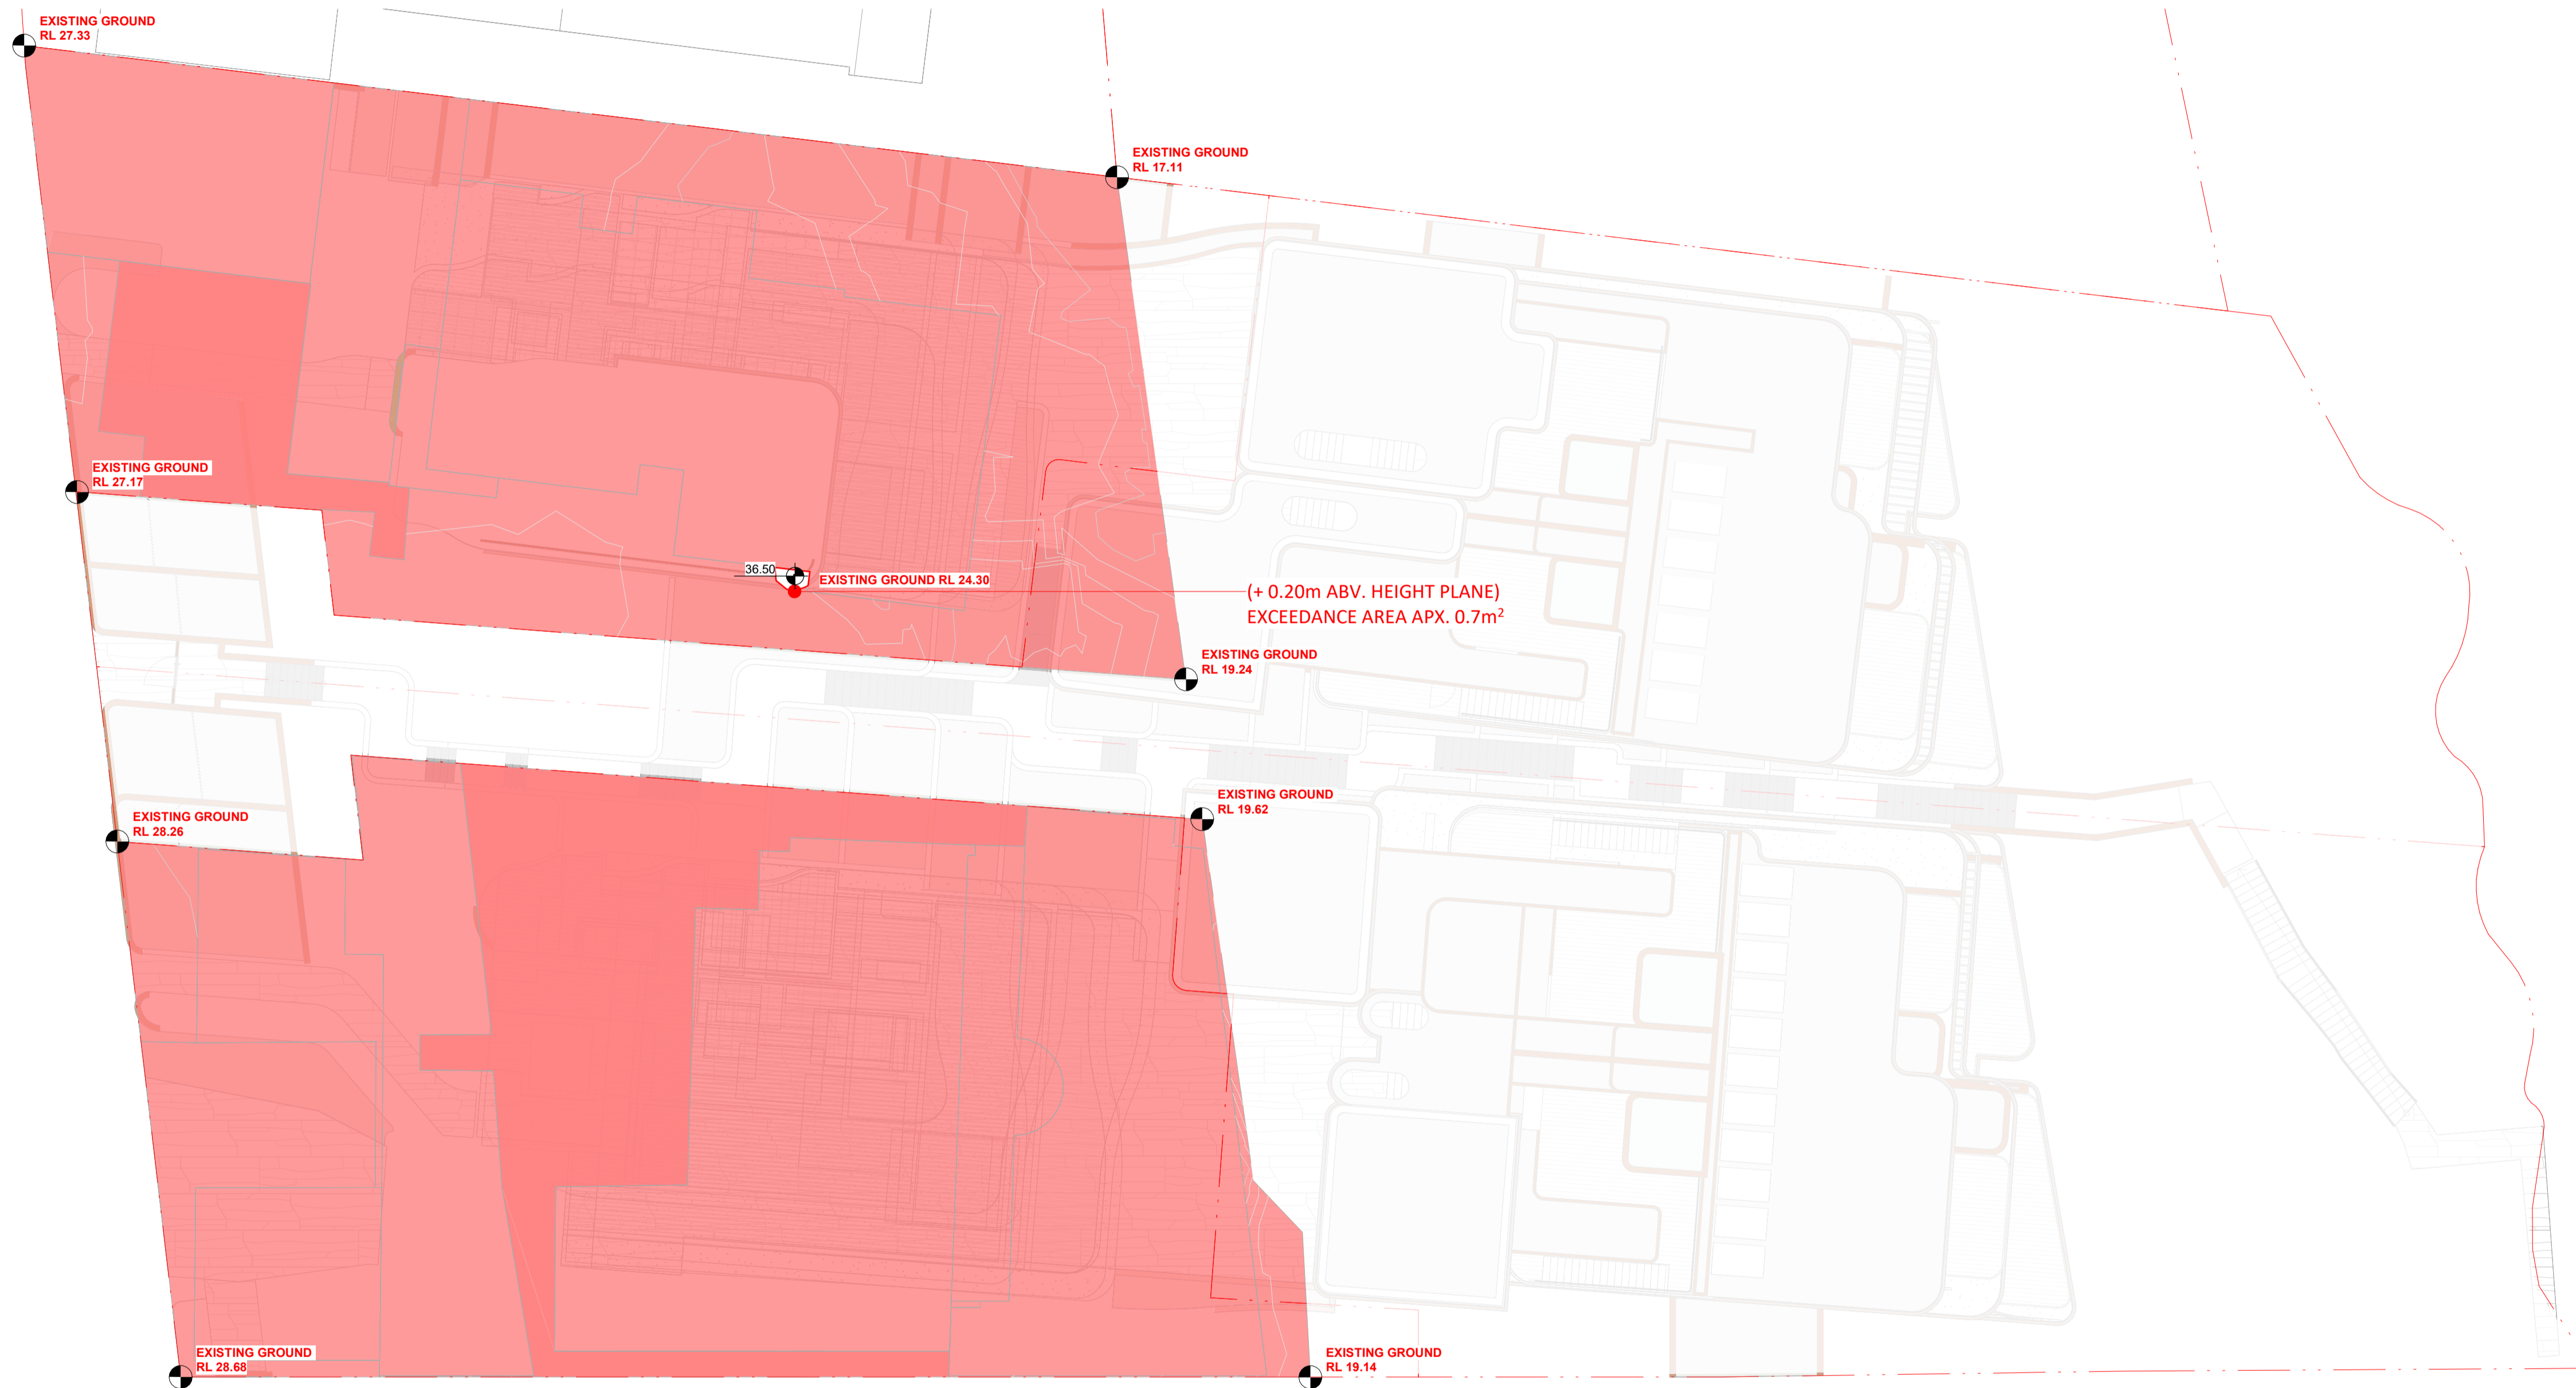 EXISTING GROUND
RL 27.33
EXISTING GROUND
RL 17.11
EXISTING GROUND
RL 27.17
36.50
EXISTING GROUND RL 24.30
(+ 0.20m ABV. HEIGHT PLANE)
EXCEEDANCE AREA APX. 0.7m²
EXISTING GROUND
RL 19.24
EXISTING GROUND
RL 19.62
EXISTING GROUND
RL 28.26
EXISTING GROUND
RL 28.68
EXISTING GROUND
RL 19.14